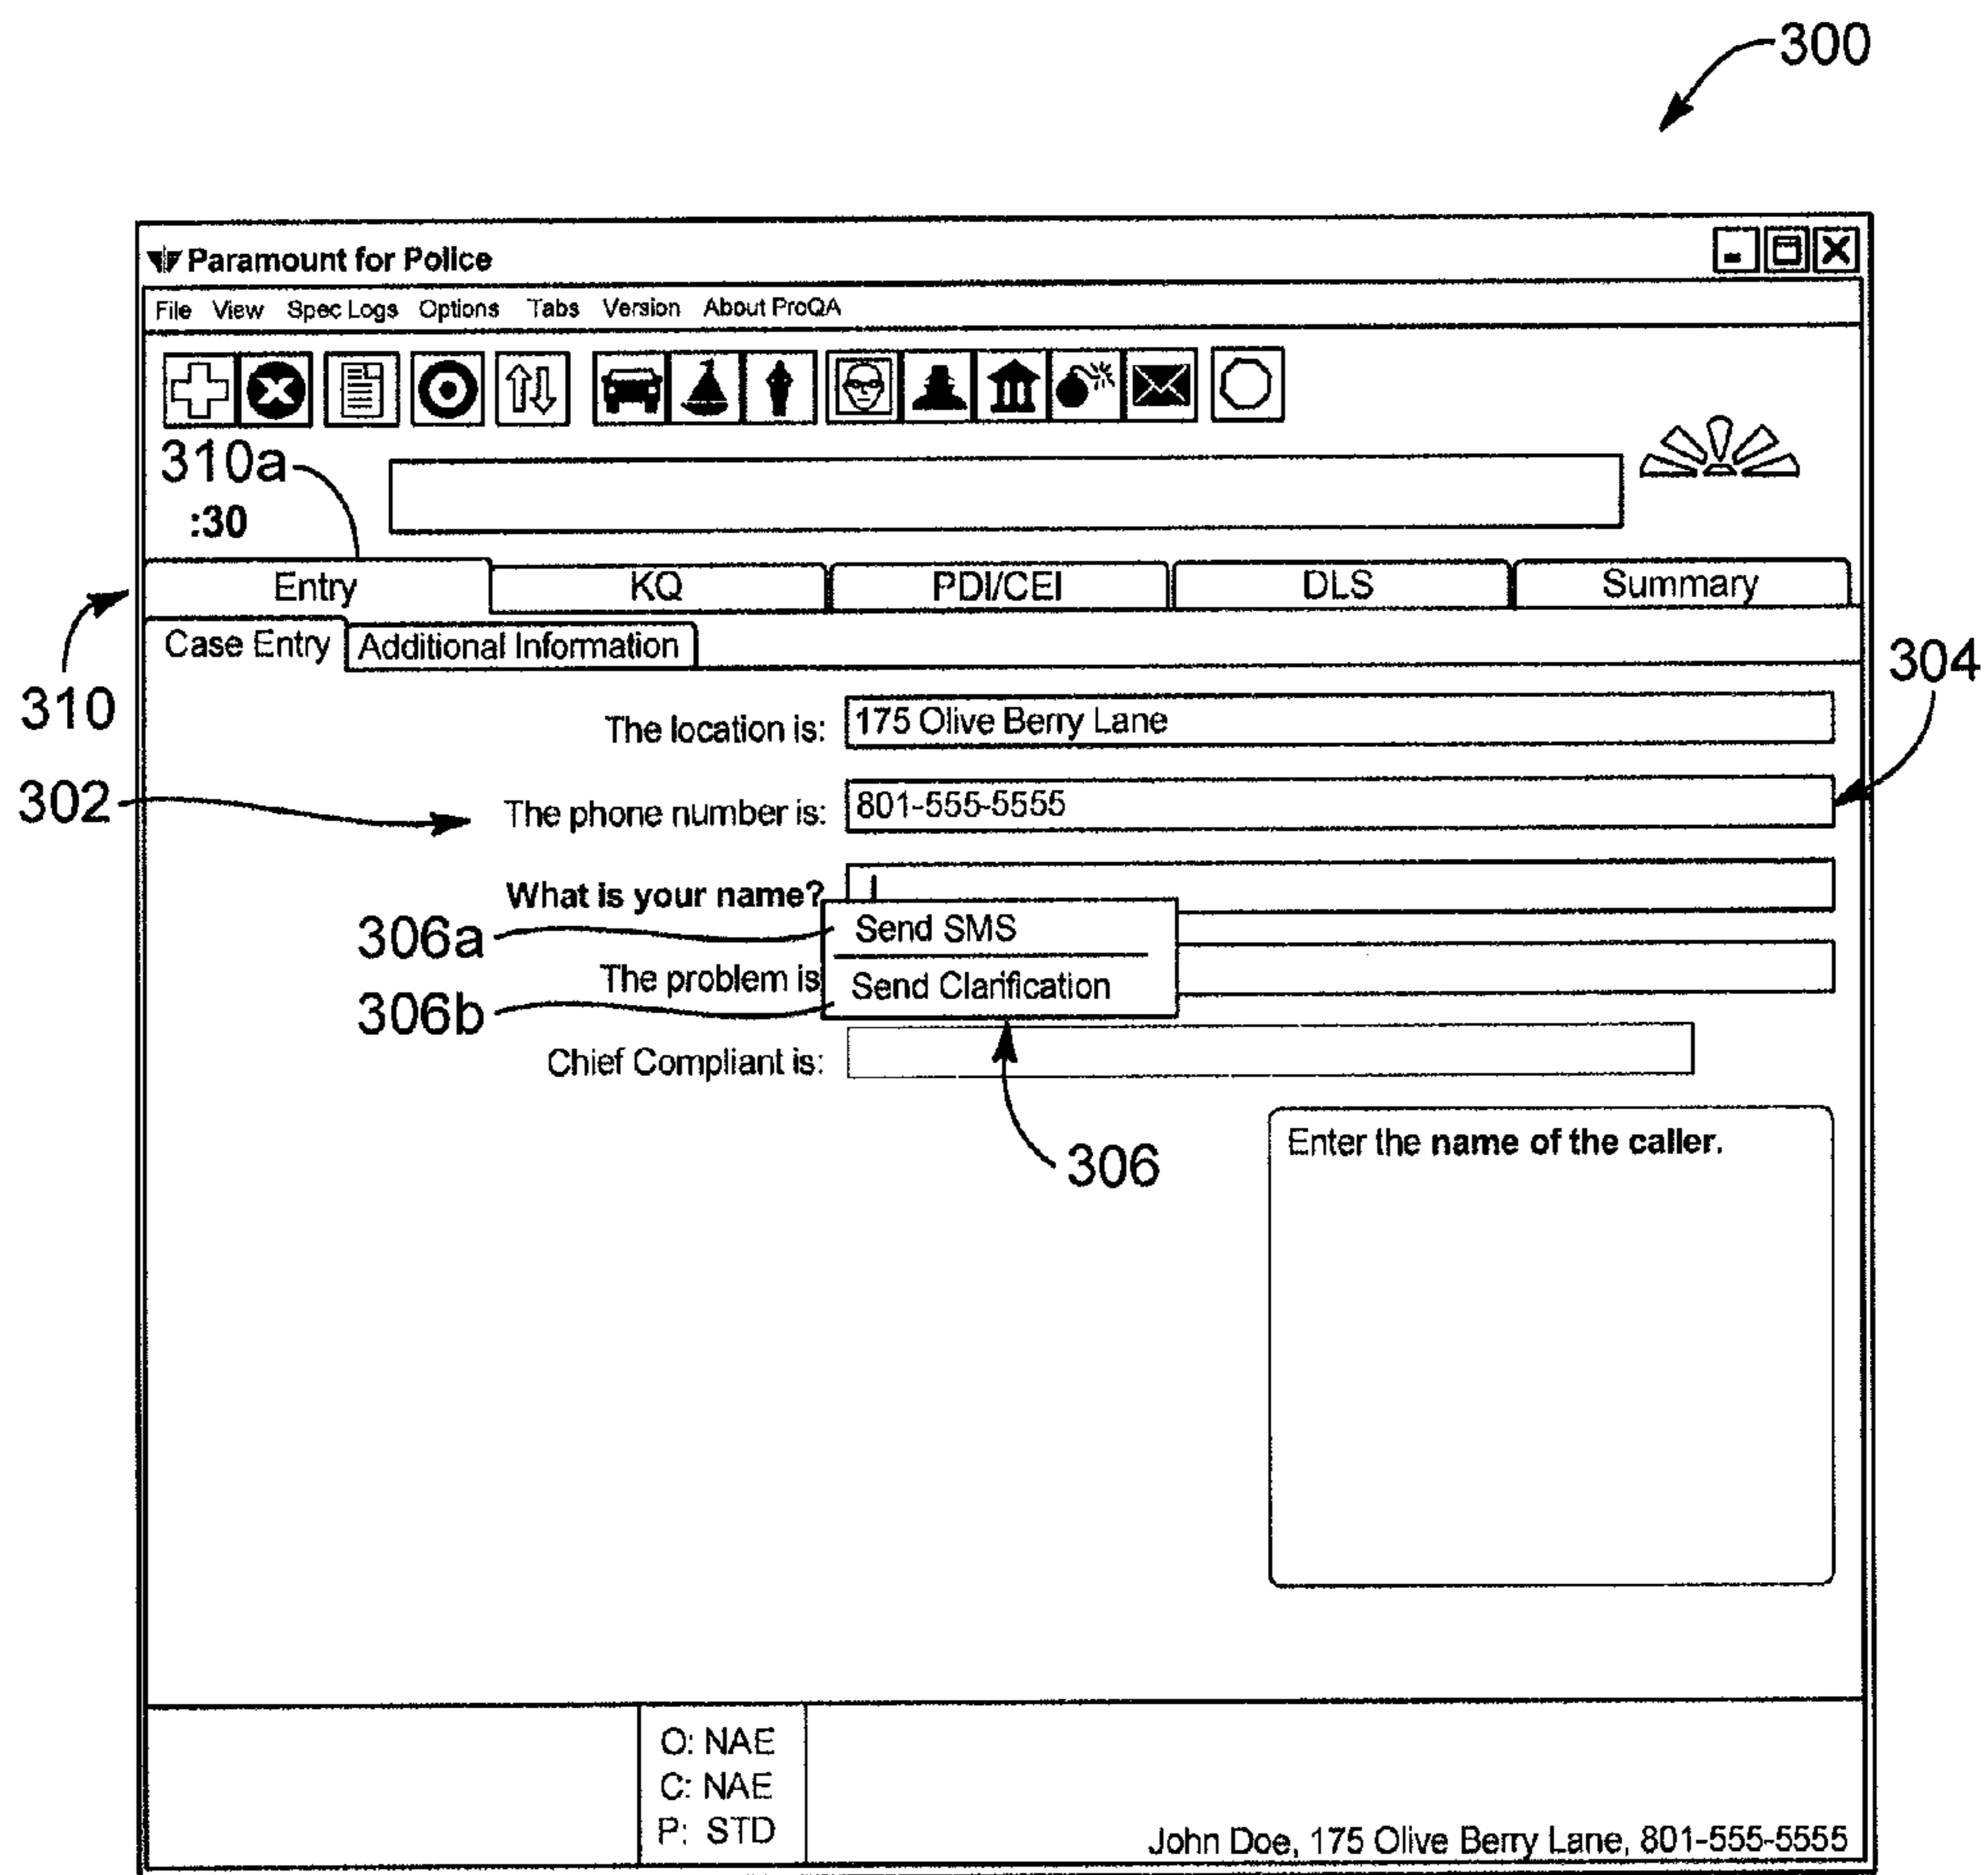 300
Paramount for Police
File View Spec Logs Options Tabs Version About ProQA
310a
:30
Entry KQ PDI/CEI DLS Summary
Case Entry Additional Information
304
310
The location is: 175 Olive Berry Lane
302
The phone number is: 801-555-5555
What is your name?
306a
Send SMS
The problem is
Send Clarification
306b
Chief Compliant is:
306
Enter the name of the caller.
O: NAE
C: NAE
P: STD
John Doe, 175 Olive Berry Lane, 801-555-5555